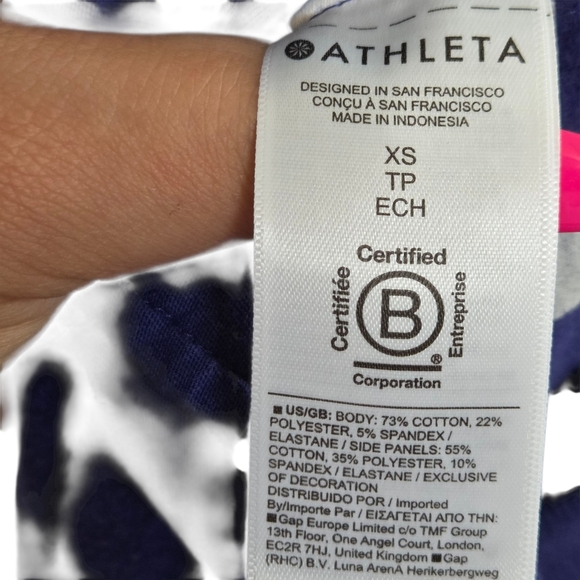 ATHLETA
DESIGNED IN SAN FRANCISCO
CONÇU À SAN FRANCISCO
MADE IN INDONESIA
XS
TP
ECH
Certified
Certifiée
B
Entreprise
®
Corporation
US/GB: BODY: 73% COTTON, 22%
POLYESTER, 5% SPANDEX /
ELASTANE / SIDE PANELS: 55%
COTTON, 35% POLYESTER, 10%
SPANDEX / ELASTANE / EXCLUSIVE
OF DECORATION
DISTRIBUIDO POR / Imported
By/Importe Par / ΕΙΣΑΓΕΤΑΙ ΑΠΟ ΤΗΝ:
Gap Europe Limited c/o TMF Group
13th Floor, One Angel Court, London,
EC2R 7HJ, United Kingdom Gap
(RHC) B.V. Luna ArenA Herikerbergweg